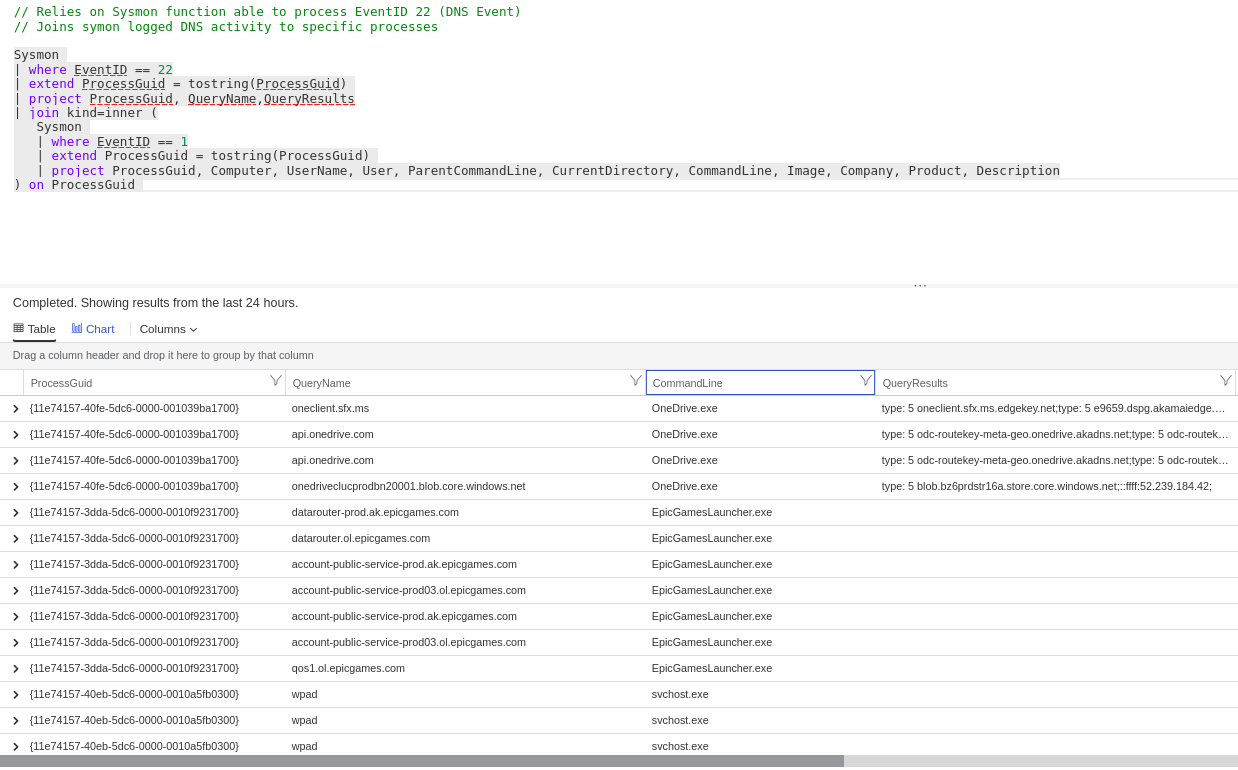 // Relies on Sysmon function able to process EventID 22 (DNS Event)
// Joins symon logged DNS activity to specific processes
Sysmon
| where EventID == 22
| extend ProcessGuid = tostring(ProcessGuid)
| project ProcessGuid, QueryName,QueryResults
| join kind=inner (
Sysmon
| where EventID == 1
| extend ProcessGuid = tostring(ProcessGuid)
| project ProcessGuid, Computer, UserName, User, ParentCommandLine, CurrentDirectory, CommandLine, Image, Company, Product, Description
) on ProcessGuid
...
Completed. Showing results from the last 24 hours.
Table Chart Columns
Drag a column header and drop it here to group by that column
ProcessGuid QueryName CommandLine QueryResults
{11e74157-40fe-5dc6-0000-001039ba1700} oneclient.sfx.ms OneDrive.exe type: 5 oneclient.sfx.ms.edgekey.net;type: 5 e9659.dspg.akamaiedge....
{11e74157-40fe-5dc6-0000-001039ba1700} api.onedrive.com OneDrive.exe type: 5 odc-routekey-meta-geo.onedrive.akadns.net;type: 5 odc-routek...
{11e74157-40fe-5dc6-0000-001039ba1700} api.onedrive.com OneDrive.exe type: 5 odc-routekey-meta-geo.onedrive.akadns.net;type: 5 odc-routek...
{11e74157-40fe-5dc6-0000-001039ba1700} onedriveclucprodbn20001.blob.core.windows.net OneDrive.exe type: 5 blob.bz6prdstr16a.store.core.windows.net;::ffff:52.239.184.42;
{11e74157-3dda-5dc6-0000-0010f9231700} datarouter-prod.ak.epicgames.com EpicGamesLauncher.exe
{11e74157-3dda-5dc6-0000-0010f9231700} datarouter.ol.epicgames.com EpicGamesLauncher.exe
{11e74157-3dda-5dc6-0000-0010f9231700} account-public-service-prod.ak.epicgames.com EpicGamesLauncher.exe
{11e74157-3dda-5dc6-0000-0010f9231700} account-public-service-prod03.ol.epicgames.com EpicGamesLauncher.exe
{11e74157-3dda-5dc6-0000-0010f9231700} account-public-service-prod.ak.epicgames.com EpicGamesLauncher.exe
{11e74157-3dda-5dc6-0000-0010f9231700} account-public-service-prod03.ol.epicgames.com EpicGamesLauncher.exe
{11e74157-3dda-5dc6-0000-0010f9231700} qos1.ol.epicgames.com EpicGamesLauncher.exe
{11e74157-40eb-5dc6-0000-0010a5fb0300} wpad svchost.exe
{11e74157-40eb-5dc6-0000-0010a5fb0300} wpad svchost.exe
{11e74157-40eb-5dc6-0000-0010a5fb0300} wpad svchost.exe